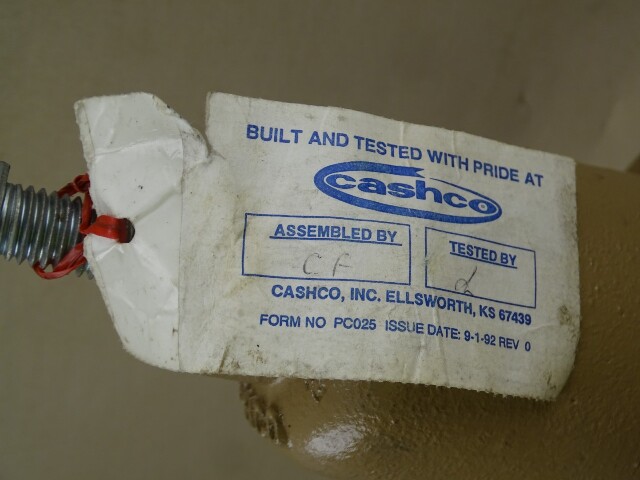 BUILT AND TESTED WITH PRIDE AT
cashco
ASSEMBLED BY
CF
TESTED BY
CASHCO, INC. ELLSWORTH, KS 67439
FORM NO PC025 ISSUE DATE: 9-1-92 REV 0